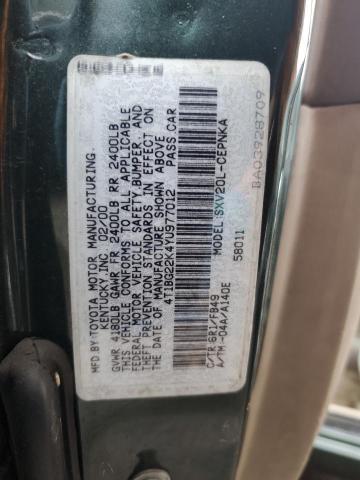 MFD BY TOYOTA MOTOR MANUFACTURING,
KENTUCKY INC 02/00
GVWR 4180LB GAWR FR 2400LB RR 2400LB
THIS VEHICLE CONFORMS TO ALL APPLICABLE
FEDERAL MOTOR VEHICLE SAFETY, BUMPER, AND
THEFT PREVENTION STANDARDS IN EFFECT ON
THE DATE OF MANUFACTURE SHOWN ABOVE.
4T1BG22K4YU977012 PASS CAR
MODEL: SXV20L-CEPNKA
58011
C/TR: 6S1/FB49
A/TM: -04A/A140E
BA03928709